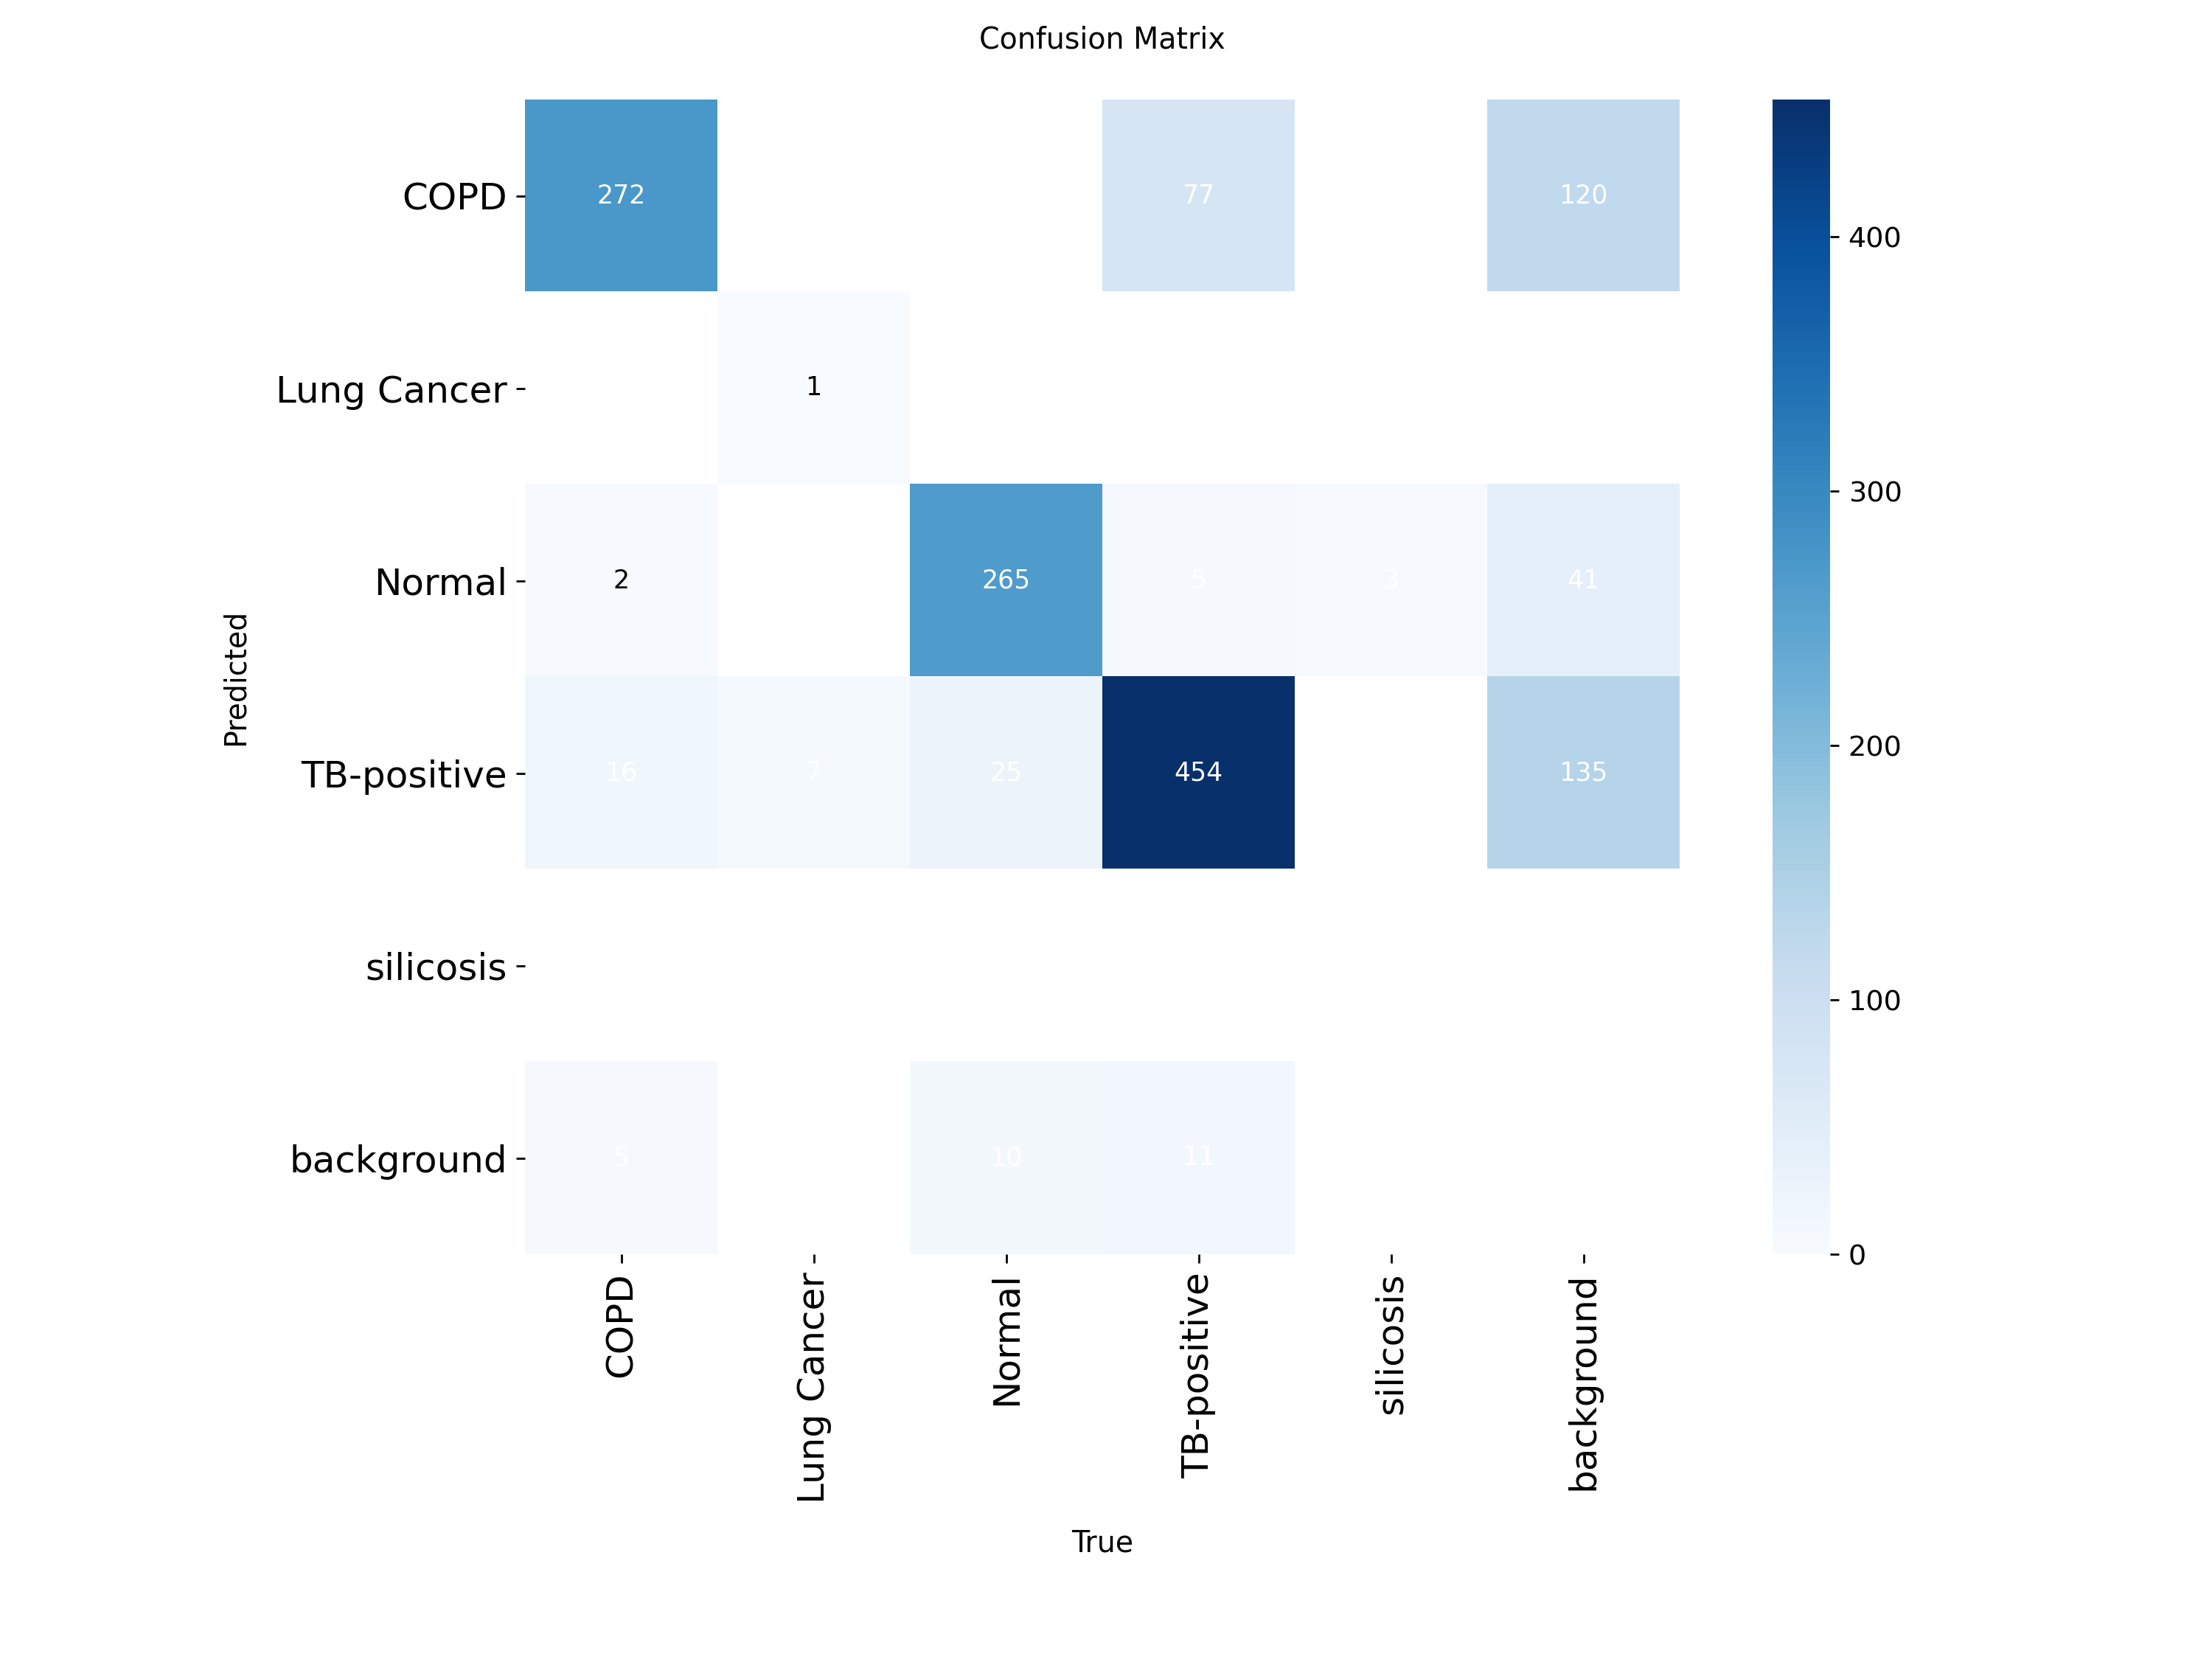 Confusion Matrix
COPD
272
77
120
400
Lung Cancer
1
300
Normal
2
265
5
3
41
Predicted
TB-positive
16
7
25
454
135
200
silicosis
100
background
5
10
11
0
COPD
Lung Cancer
Normal
TB-positive
silicosis
background
True